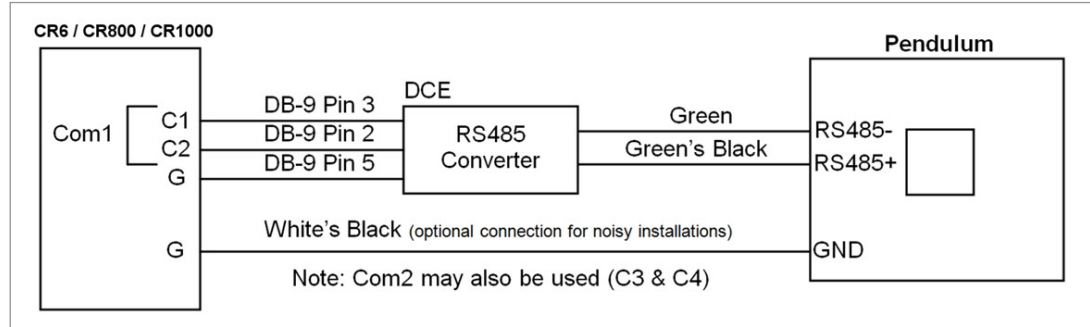 CR6 / CR800 / CR1000
Pendulum
DCE
Com1
C1
DB-9 Pin 3
C2
DB-9 Pin 2
G
DB-9 Pin 5
RS485
Converter
Green
RS485-
Green's Black
RS485+
G
White's Black (optional connection for noisy installations)
GND
Note: Com2 may also be used (C3 & C4)